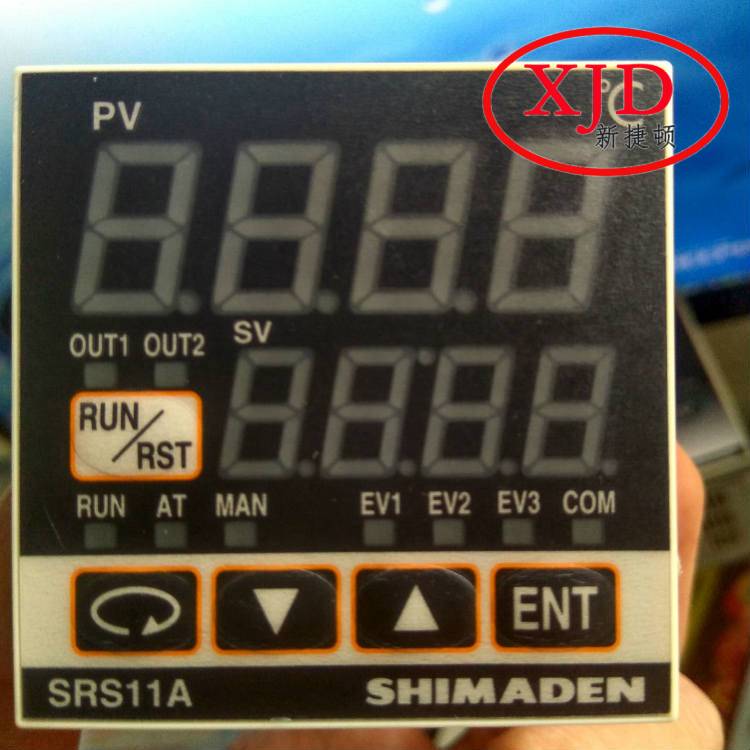 XJD
新捷顿
PV
°C
OUT1 OUT2
SV
RUN/RST
RUN AT MAN EV1 EV2 EV3 COM
ENT
SRS11A SHIMADEN